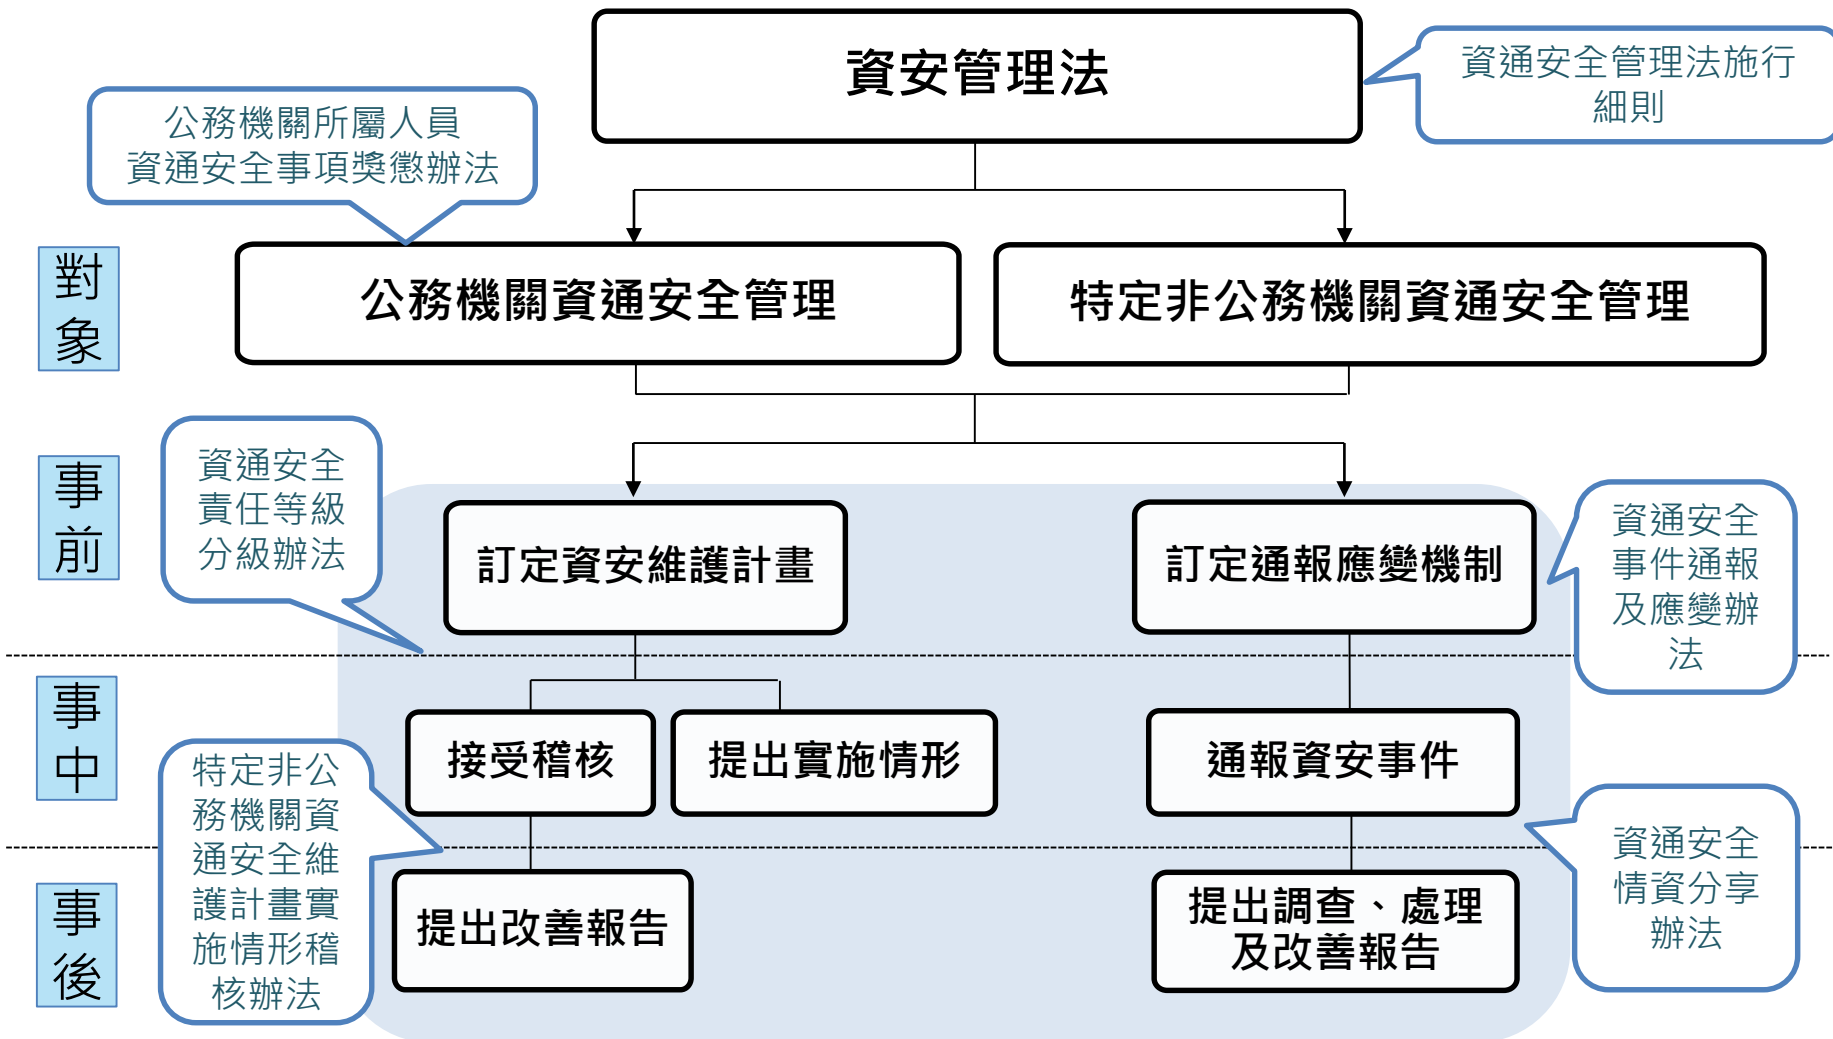 資安管理法
資通安全管理法施行
細則
公務機關所屬人員
資通安全事項獎懲辦法
對
象
公務機關資通安全管理
特定非公務機關資通安全管理
事
前
資通安全
責任等級
分級辦法
訂定資安維護計畫
訂定通報應變機制
資通安全
事件通報
及應變辦
法
事
中
接受稽核
提出實施情形
通報資安事件
特定非公
務機關資
通安全維
護計畫實
施情形稽
核辦法
資通安全
情資分享
辦法
事
後
提出改善報告
提出調查、處理
及改善報告